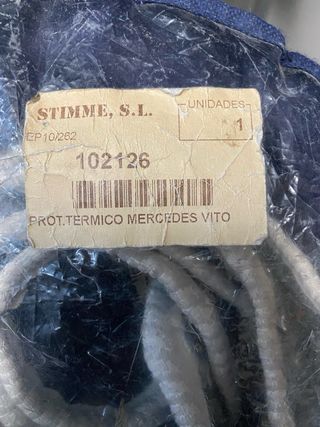 STIMME, S.L.
UNIDADES
1
EP10/262
102126
PROT.TERMICO MERCEDES VITO